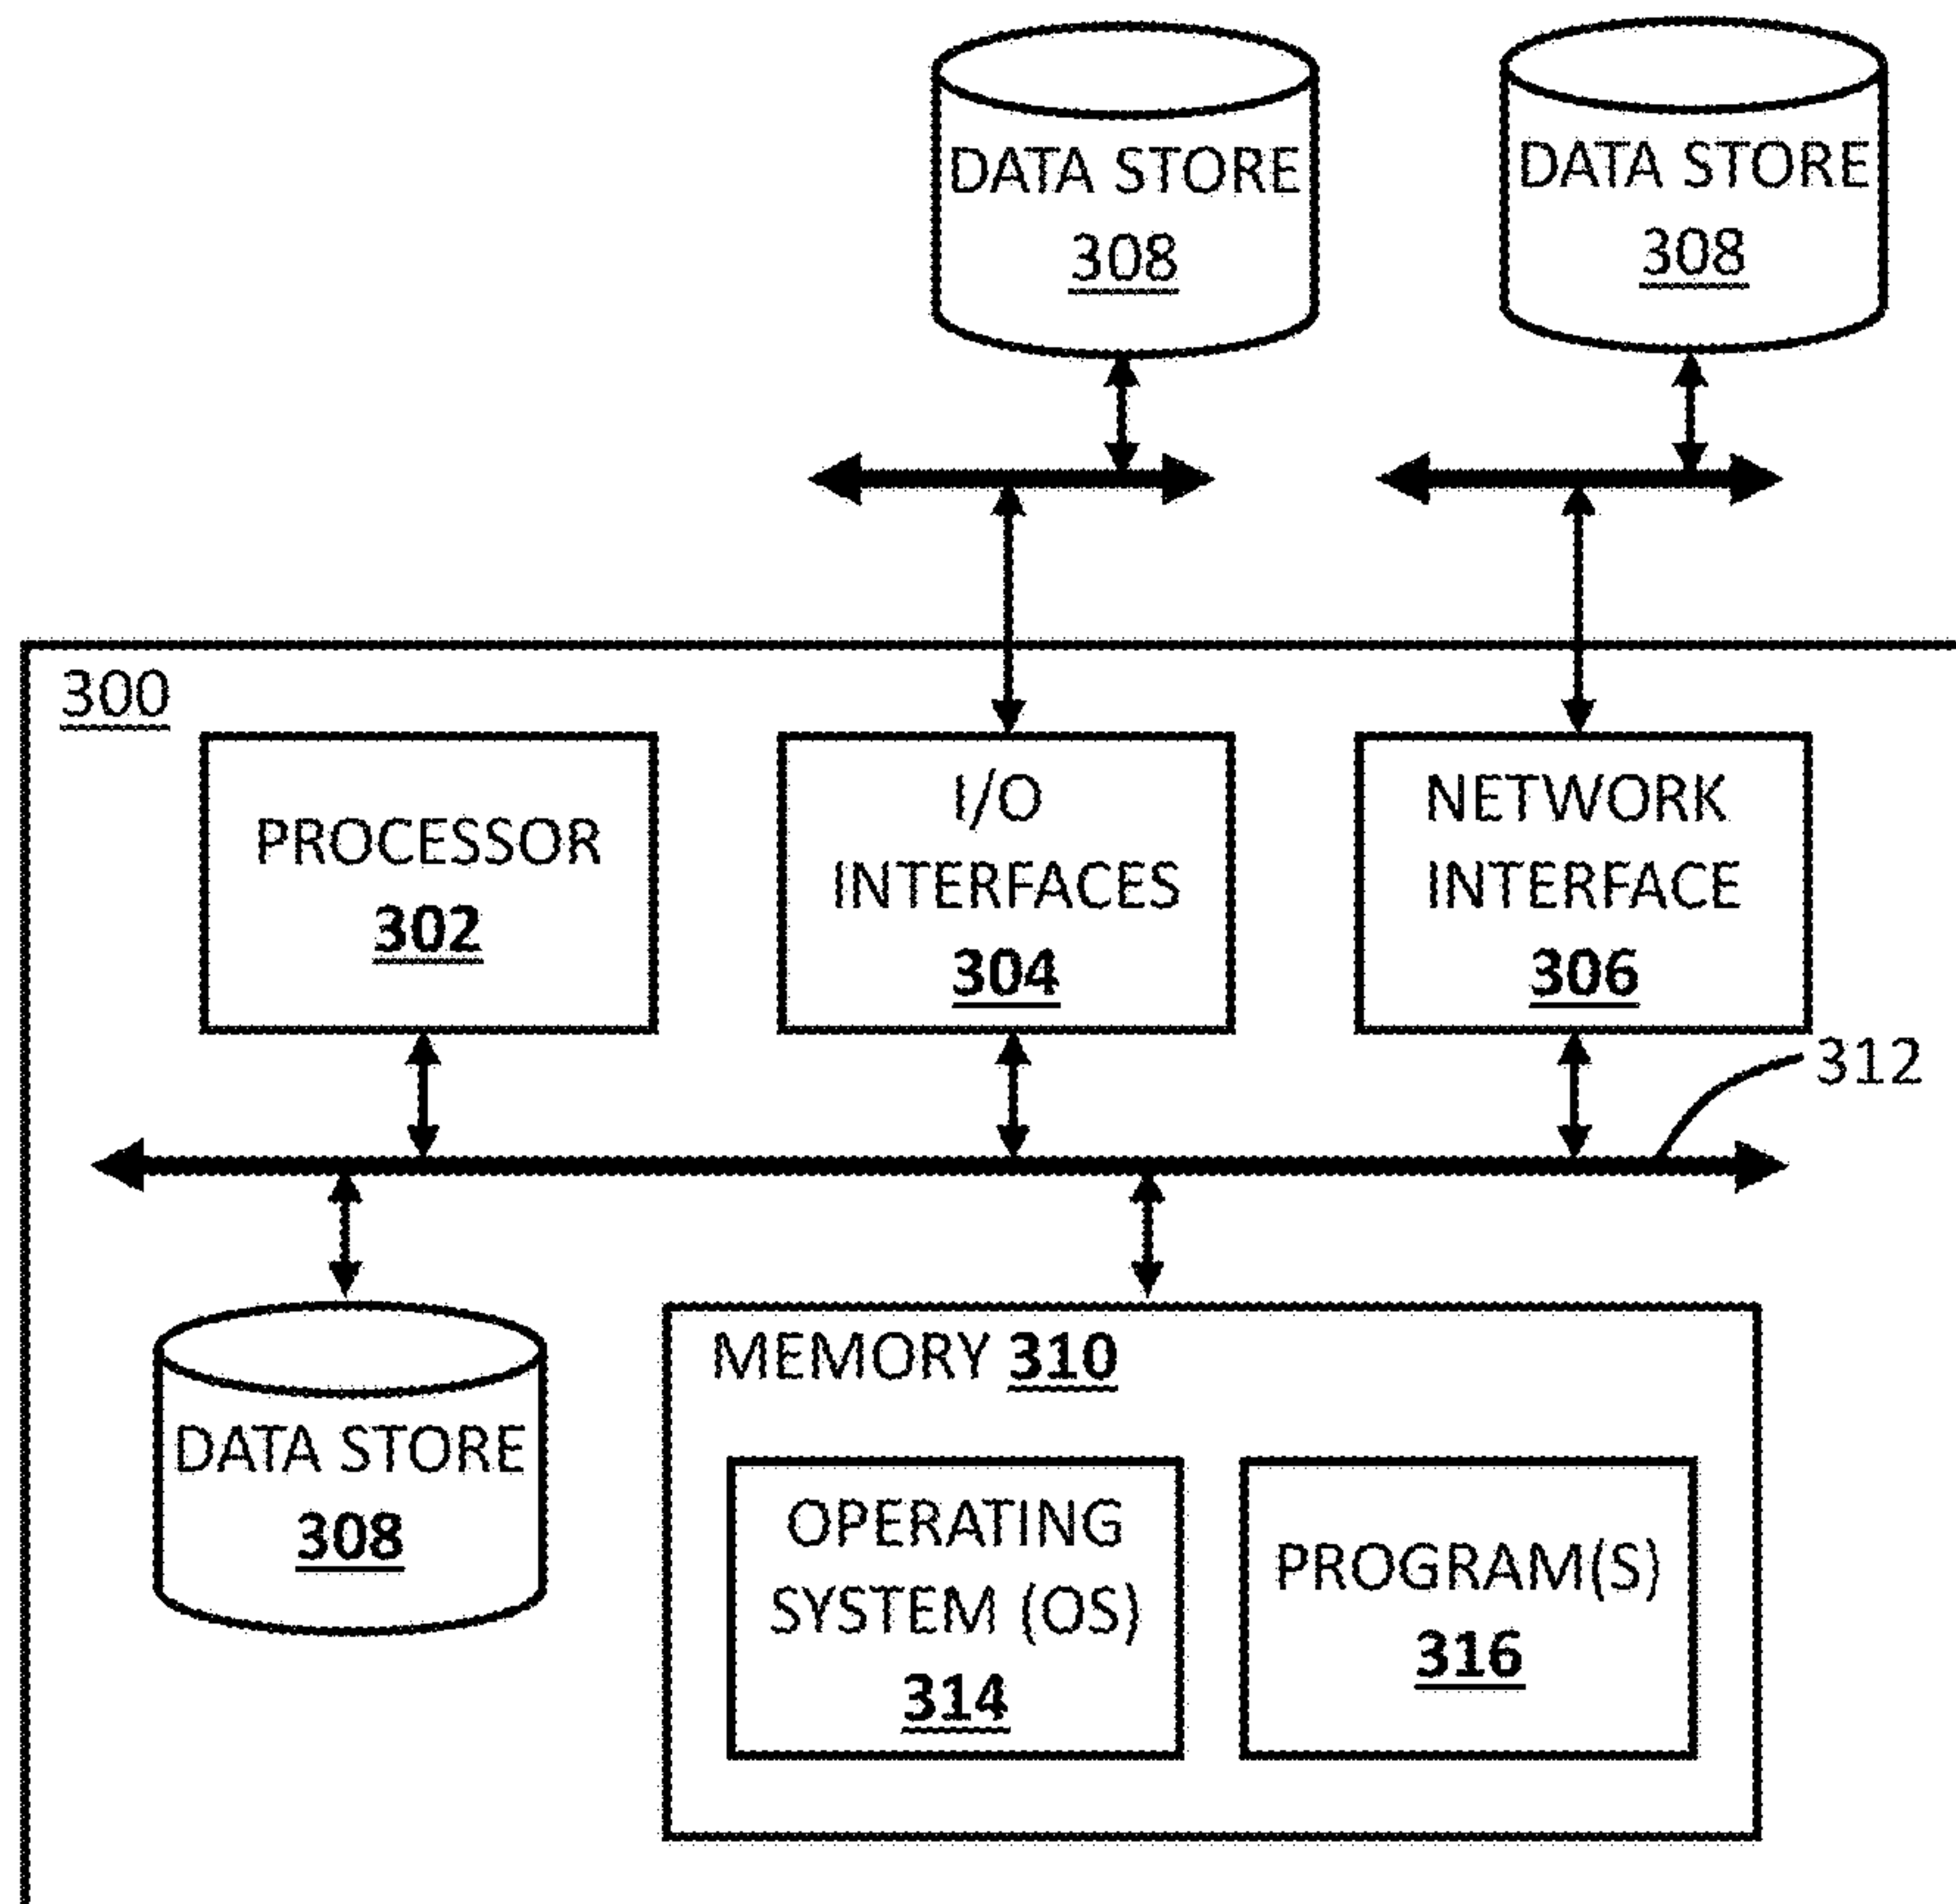 DATA STORE
308
DATA STORE
308
300
PROCESSOR
302
I/O
INTERFACES
304
NETWORK
INTERFACE
306
312
DATA STORE
308
MEMORY 310
OPERATING
SYSTEM (OS)
314
PROGRAM(S)
316